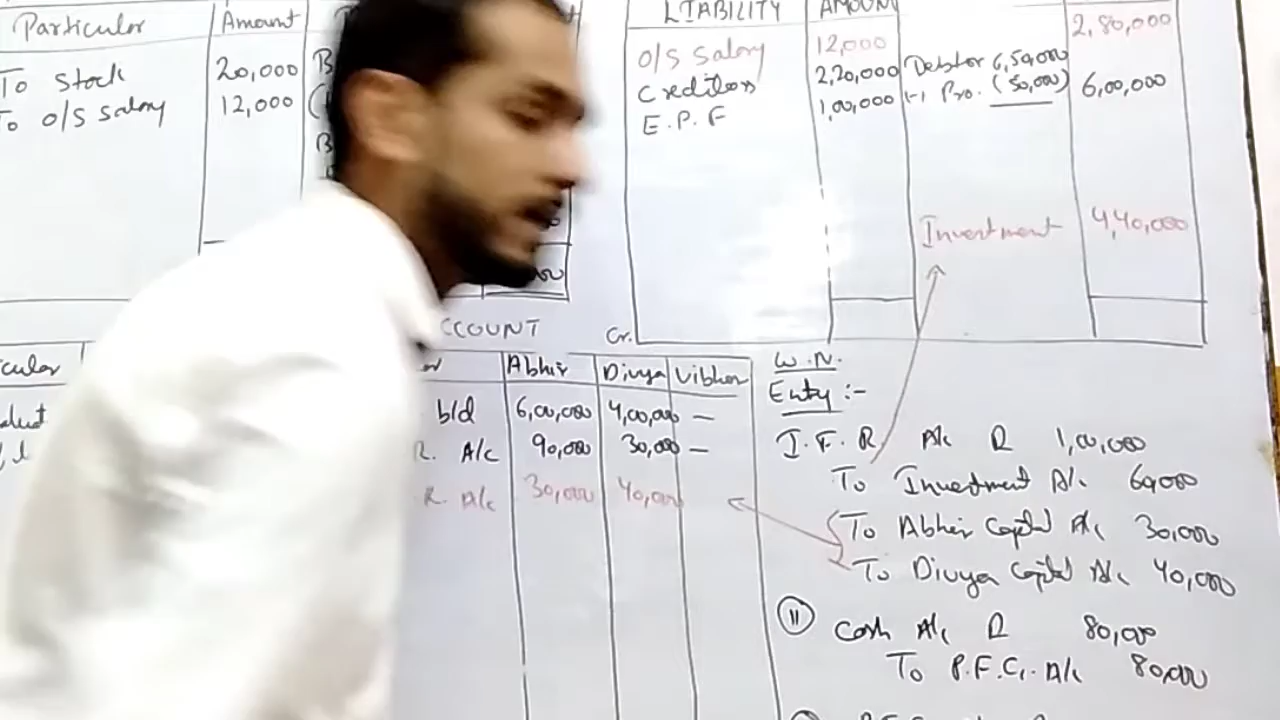 Particular Amount
To Stock 20,000 B
To O/S Salary 12,000
B
LIABILITY AMOUNT
O/S Salary 12,000
Creditors 2,20,000
E.P.F 1,00,000
2,80,000
Debtor 6,50,000
(-) Pro. (50,000) 6,00,000
Investment 4,40,000
CCOUNT Cr.
cular
Abhir Divya Vibhor
b/d 6,00,000 4,00,000 —
R. A/c 90,000 30,000 —
R. A/c 30,000 40,000
W.N.
Enty :-
I.F.R A/c D 1,00,000
To Investment A/c 60,000
To Abhir Capital A/c 30,000
To Divya Capital A/c 40,000
(II) Cash A/c D 80,000
To P.F.G. A/c 80,000